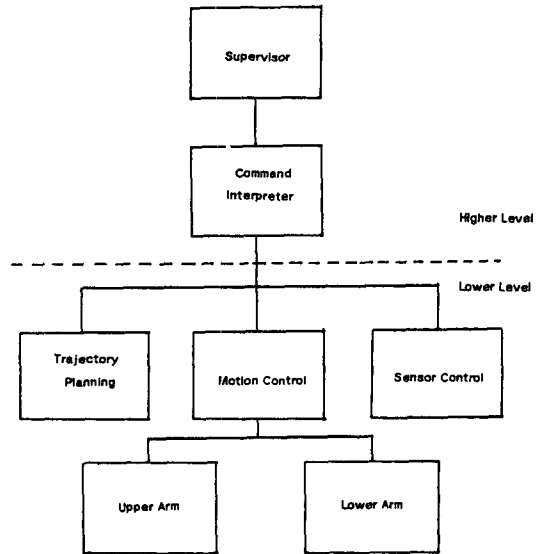 Supervisor
Command
Interpreter
Higher Level
Lower Level
Trajectory
Planning
Motion Control
Sensor Control
Upper Arm
Lower Arm